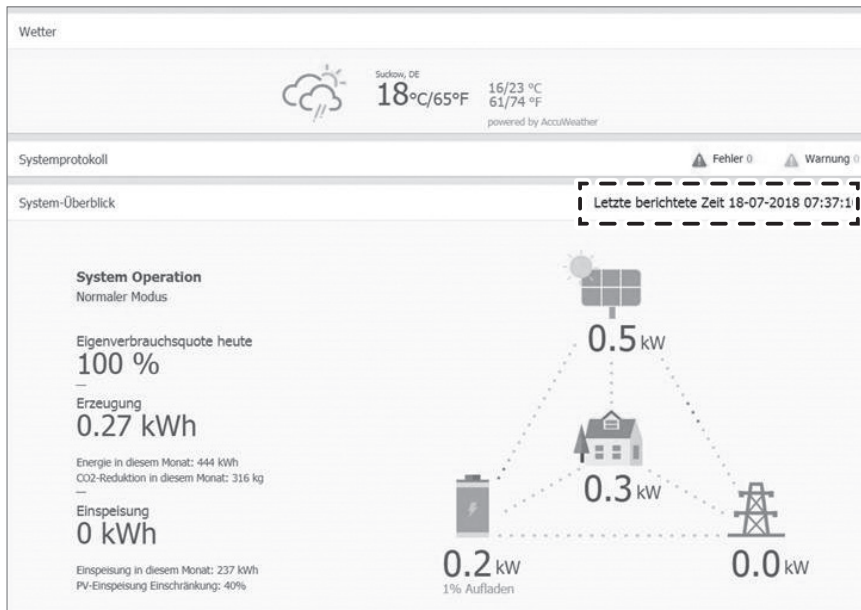 Wetter
Suckow, DE
18°C/65°F
16/23 °C
61/74 °F
powered by AccuWeather
Systemprotokoll
Fehler 0
Warnung 0
System-Überblick
Letzte berichtete Zeit 18-07-2018
System Operation
Normaler Modus
Eigenverbrauchsquote heute
100 %
Erzeugung
0.27 kWh
Energie in diesem Monat: 444 kWh
CO2-Reduktion in diesem Monat: 316 kg
Einspeisung
0 kWh
Einspeisung in diesem Monat: 237 kWh
PV-Einspeisung Einschränkung: 40%
0.5 kW
0.3 kW
0.2 kW
1% Aufladen
0.0 kW